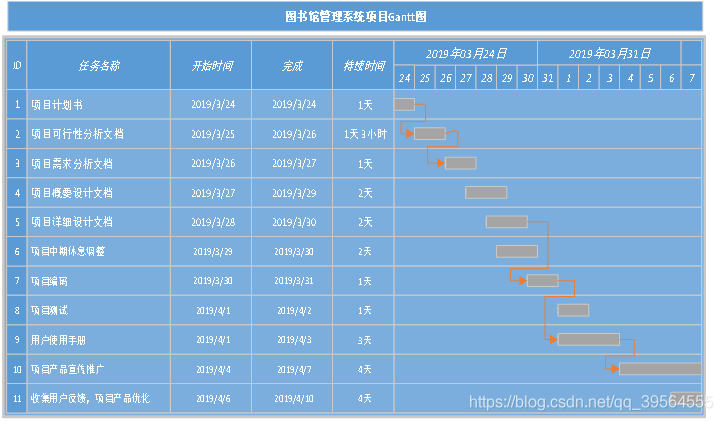 图书馆管理系统项目Gantt图
ID 任务名称 开始时间 完成 持续时间 2019年03月24日 2019年03月31日
24 25 26 27 28 29 30 31 1 2 3 4 5 6 7
1 项目计划书 2019/3/24 2019/3/24 1天
2 项目可行性分析文档 2019/3/25 2019/3/26 1天 3小时
3 项目需求分析文档 2019/3/26 2019/3/27 1天
4 项目概要设计文档 2019/3/27 2019/3/29 2天
5 项目详细设计文档 2019/3/28 2019/3/30 2天
6 项目中期休息调整 2019/3/29 2019/3/30 2天
7 项目编码 2019/3/30 2019/3/31 1天
8 项目测试 2019/4/1 2019/4/2 1天
9 用户使用手册 2019/4/1 2019/4/3 3天
10 项目产品宣传推广 2019/4/4 2019/4/7 4天
11 收集用户反馈，项目产品优化 2019/4/6 2019/4/10 4天
https://blog.csdn.net/qq_39564555